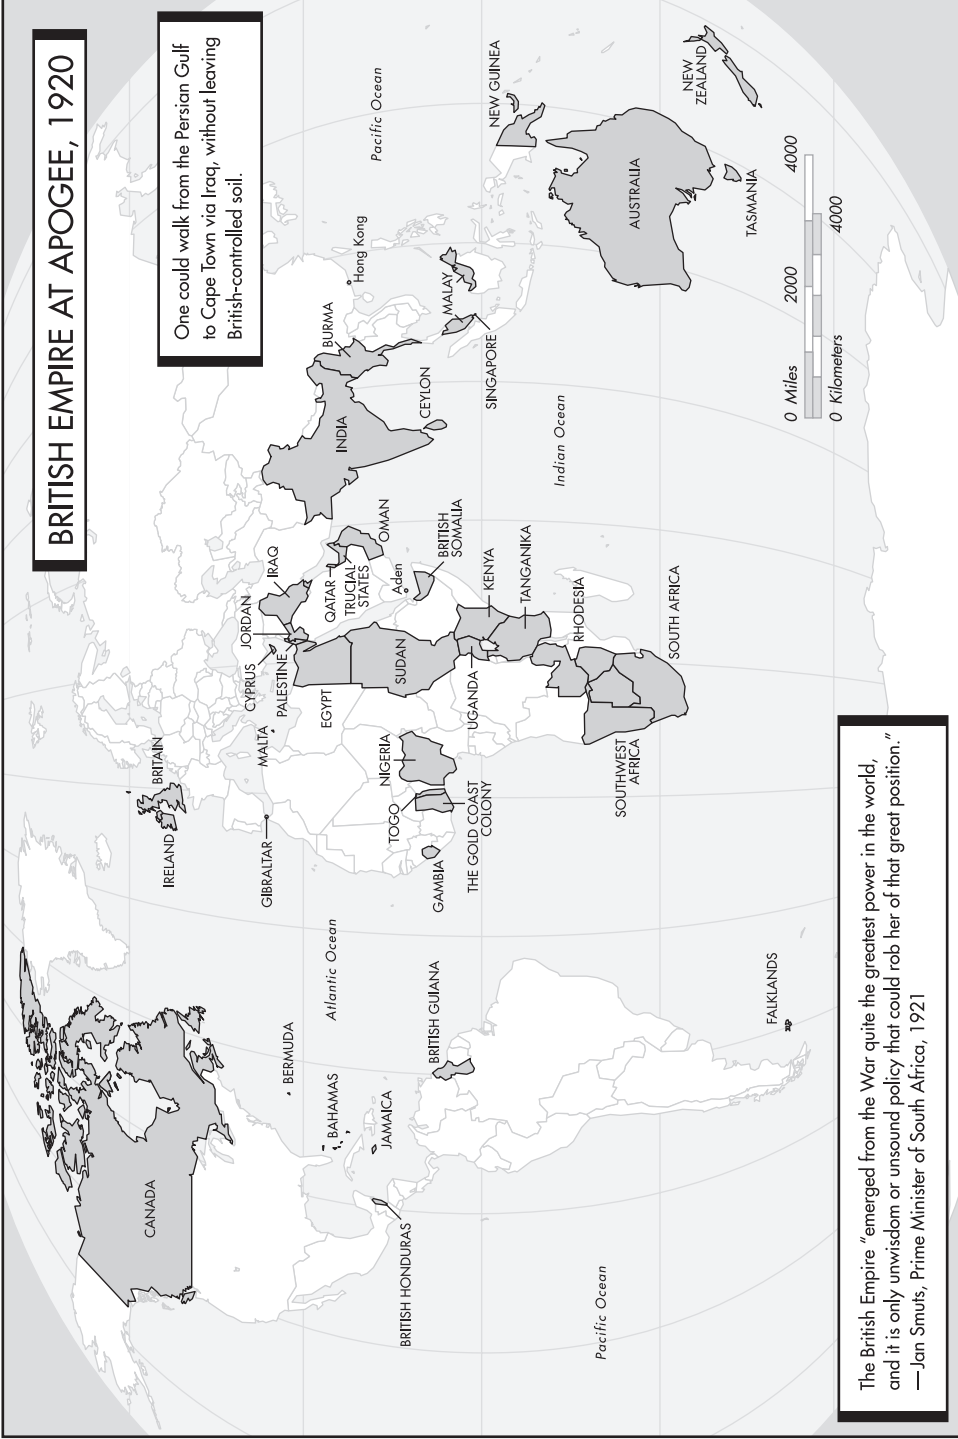 BRITISH EMPIRE AT APOGEE, 1920
One could walk from the Persian Gulf
to Cape Town via Iraq, without leaving
British-controlled soil.
CANADA
BERMUDA
BAHAMAS
JAMAICA
BRITISH HONDURAS
BRITISH GUIANA
FALKLANDS
Atlantic Ocean
Pacific Ocean
IRELAND
BRITAIN
GIBRALTAR
MALTA
CYPRUS
PALESTINE
JORDAN
IRAQ
QATAR
TRUCIAL
STATES
OMAN
Aden
BRITISH
SOMALIA
EGYPT
SUDAN
NIGERIA
TOGO
GAMBIA
THE GOLD COAST
COLONY
UGANDA
KENYA
TANGANIKA
RHODESIA
SOUTHWEST
AFRICA
SOUTH AFRICA
INDIA
BURMA
CEYLON
Hong Kong
MALAY
SINGAPORE
Indian Ocean
Pacific Ocean
NEW GUINEA
AUSTRALIA
TASMANIA
NEW
ZEALAND
0 Miles 2000 4000
0 Kilometers 4000
The British Empire “emerged from the War quite the greatest power in the world,
and it is only unwisdom or unsound policy that could rob her of that great position.”
—Jan Smuts, Prime Minister of South Africa, 1921